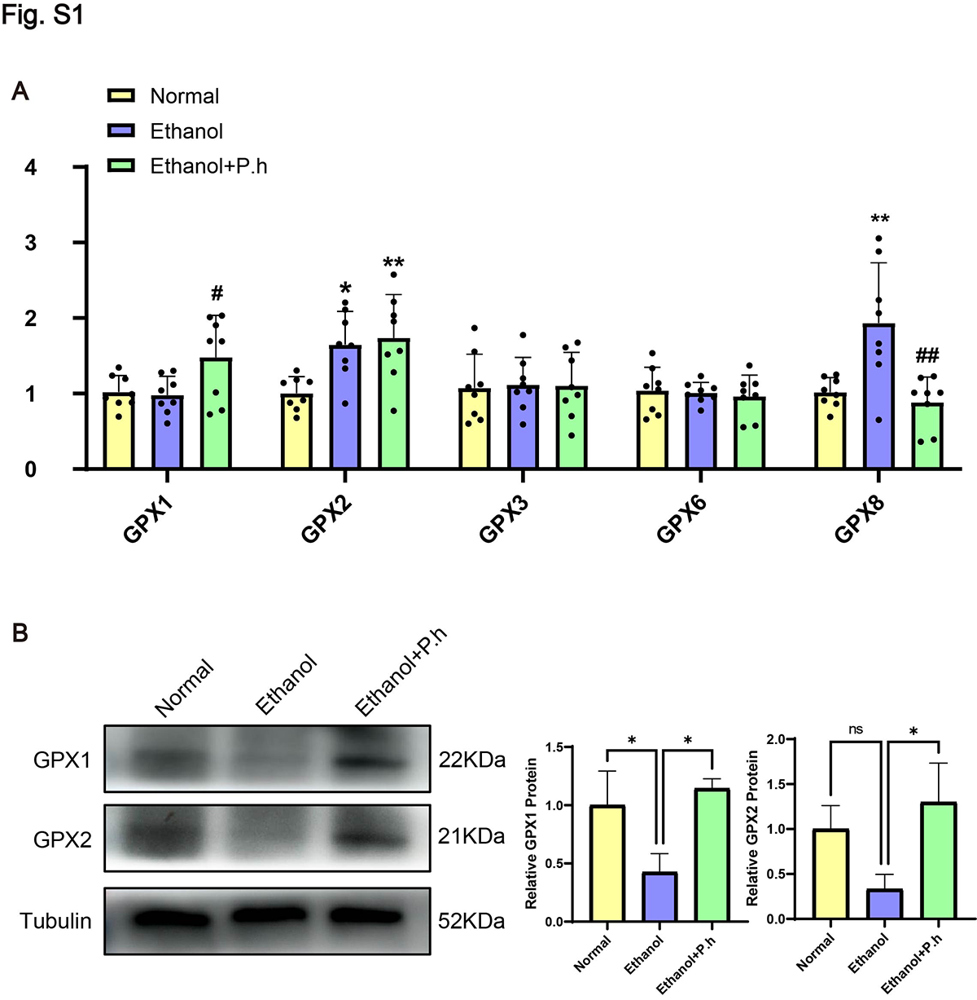 Fig. S1
A
Normal
Ethanol
Ethanol+P.h
4
3
2
1
0
#
*
**
**
##
GPX1
GPX2
GPX3
GPX6
GPX8
B
Normal
Ethanol
Ethanol+P.h
GPX1
22KDa
GPX2
21KDa
Tubulin
52KDa
Relative GPX1 Protein
1.5
1.0
0.5
0.0
*
*
Normal
Ethanol
Ethanol+P.h
Relative GPX2 Protein
2.0
1.5
1.0
0.5
0.0
ns
*
Normal
Ethanol
Ethanol+P.h